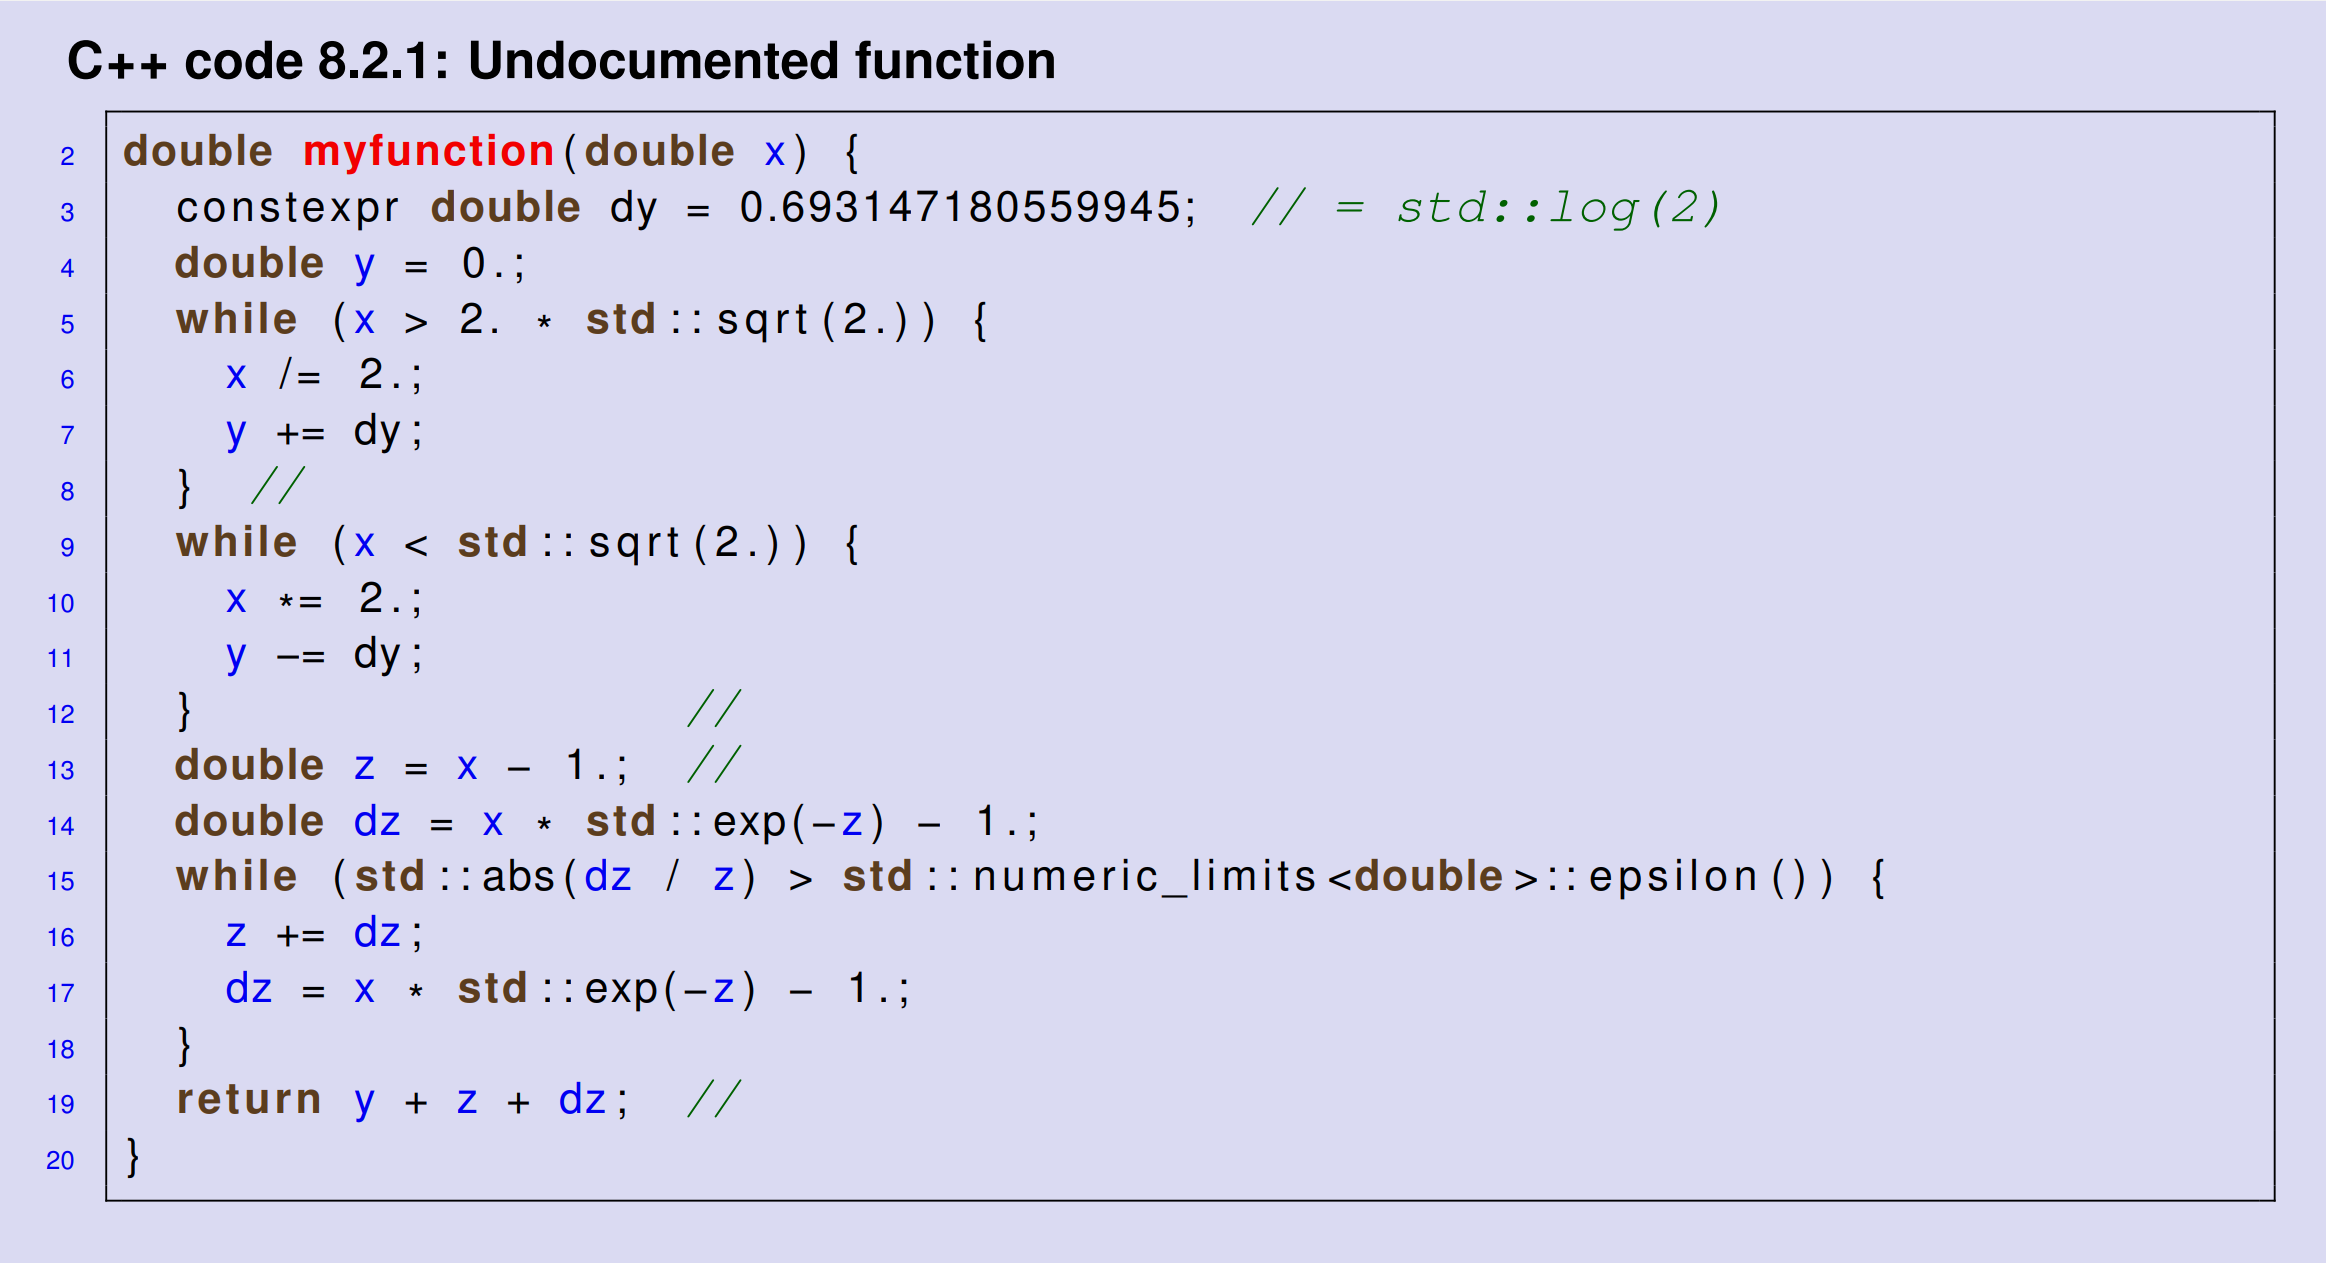 C++ code 8.2.1: Undocumented function
2 double myfunction(double x) {
3   constexpr double dy = 0.693147180559945; // = std::log(2)
4   double y = 0.;
5   while (x > 2. * std::sqrt(2.)) {
6     x /= 2.;
7     y += dy;
8   } //
9   while (x < std::sqrt(2.)) {
10     x *= 2.;
11     y −= dy;
12   } //
13   double z = x − 1.; //
14   double dz = x * std::exp(−z) − 1.;
15   while (std::abs(dz / z) > std::numeric_limits<double>::epsilon()) {
16     z += dz;
17     dz = x * std::exp(−z) − 1.;
18   }
19   return y + z + dz; //
20 }